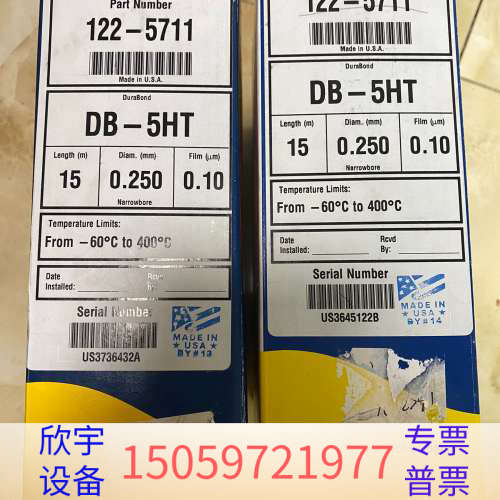 Part Number
122-5711
Made in U.S.A.
DuraBond
DB-5HT
Length (m) Diam. (mm) Film (µm)
15 0.250 0.10
Narrowbore
Temperature Limits:
From -60°C to 400°C
Date
Installed: Rcvd
By:
Serial Number
US3736432A
MADE IN
USA
BY#13
122-5711
Made in U.S.A.
DuraBond
DB-5HT
Length (m) Diam. (mm) Film (µm)
15 0.250 0.10
Narrowbore
Temperature Limits:
From -60°C to 400°C
Date Rcvd
Installed: By:
Serial Number
US3645122B
MADE IN
USA
BY#14
欣宇
设备
15059721977
专票
普票